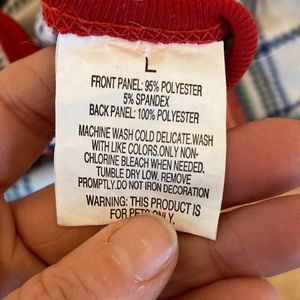 L
FRONT PANEL: 95% POLYESTER
5% SPANDEX
BACK PANEL: 100% POLYESTER
MACHINE WASH COLD DELICATE.WASH
WITH LIKE COLORS.ONLY NON-
CHLORINE BLEACH WHEN NEEDED.
TUMBLE DRY LOW. REMOVE
PROMPTLY.DO NOT IRON DECORATION
WARNING: THIS PRODUCT IS
FOR PETS ONLY.